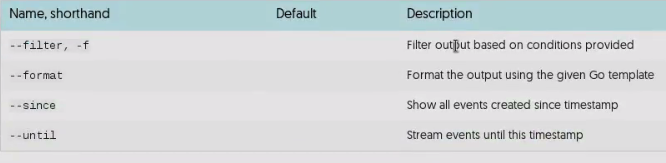 Name, shorthand Default Description
--filter, -f Filter output based on conditions provided
--format Format the output using the given Go template
--since Show all events created since timestamp
--until Stream events until this timestamp